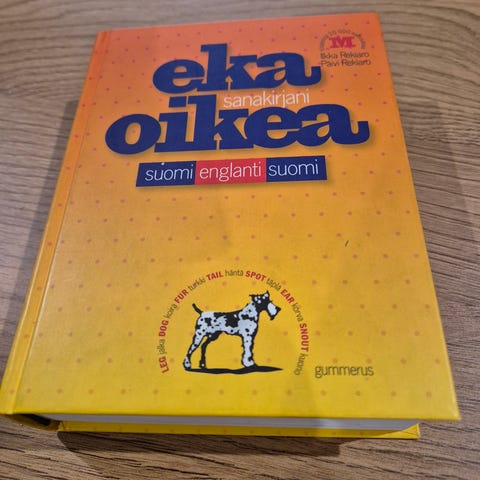 M
Ilkka Rekiaro
Päivi Rekiaro
eka
sanakirjani
oikea
suomi englanti suomi
LEG jalka DOG koira FUR turkki TAIL häntä SPOT täplä EAR korva SNOUT kuono
gummerus